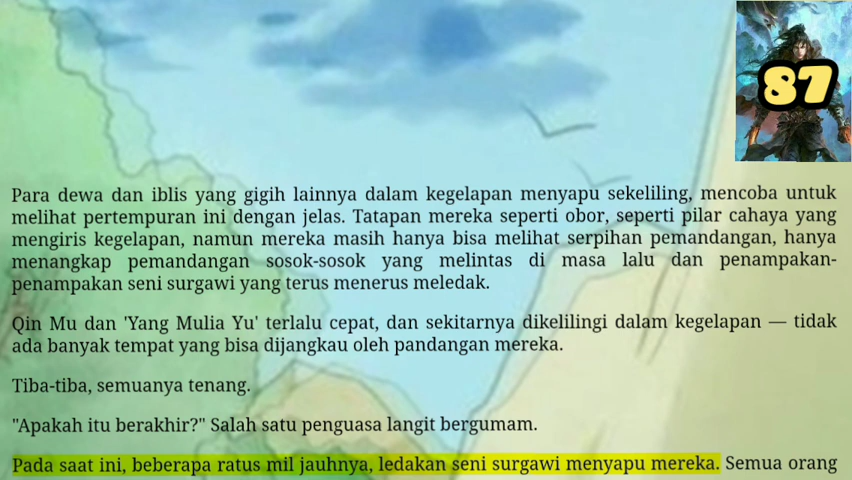 87
Para dewa dan iblis yang gigih lainnya dalam kegelapan menyapu sekeliling, mencoba untuk
melihat pertempuran ini dengan jelas. Tatapan mereka seperti obor, seperti pilar cahaya yang
mengiris kegelapan, namun mereka masih hanya bisa melihat serpihan pemandangan, hanya
menangkap pemandangan sosok-sosok yang melintas di masa lalu dan penampakan-
penampakan seni surgawi yang terus menerus meledak.
Qin Mu dan 'Yang Mulia Yu' terlalu cepat, dan sekitarnya dikelilingi dalam kegelapan — tidak
ada banyak tempat yang bisa dijangkau oleh pandangan mereka.
Tiba-tiba, semuanya tenang.
"Apakah itu berakhir?" Salah satu penguasa langit bergumam.
Pada saat ini, beberapa ratus mil jauhnya, ledakan seni surgawi menyapu mereka. Semua orang